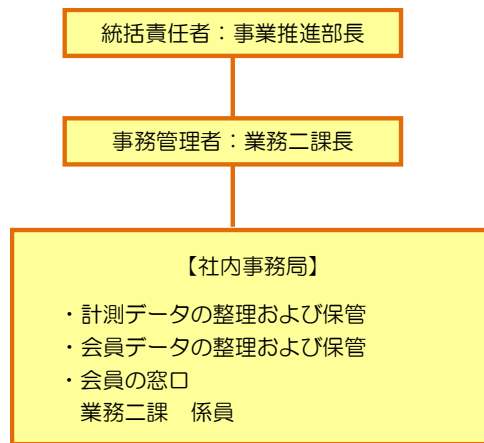 統括責任者：事業推進部長
事務管理者：業務二課長
【社内事務局】
・計測データの整理および保管
・会員データの整理および保管
・会員の窓口
業務二課　係員